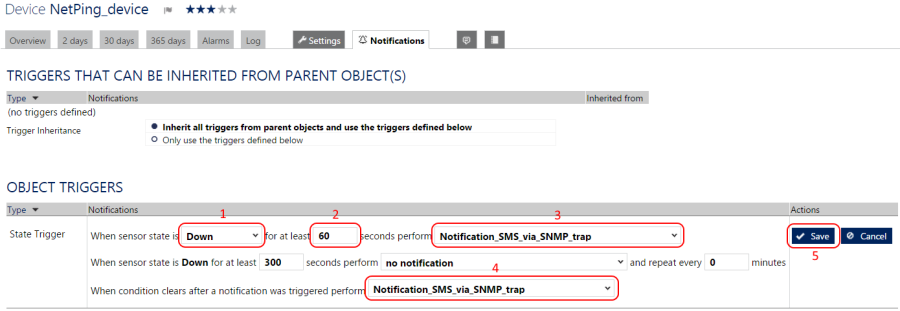 Device NetPing_device
Overview 2 days 30 days 365 days Alarms Log Settings Notifications
TRIGGERS THAT CAN BE INHERITED FROM PARENT OBJECT(S)
Type Notifications Inherited from
(no triggers defined)
Trigger Inheritance Inherit all triggers from parent objects and use the triggers defined below
Only use the triggers defined below
OBJECT TRIGGERS
Type Notifications Actions
1 2 3
State Trigger When sensor state is Down for at least 60 seconds perform Notification_SMS_via_SNMP_trap Save Cancel
5
When sensor state is Down for at least 300 seconds perform no notification and repeat every 0 minutes
4
When condition clears after a notification was triggered perform Notification_SMS_via_SNMP_trap